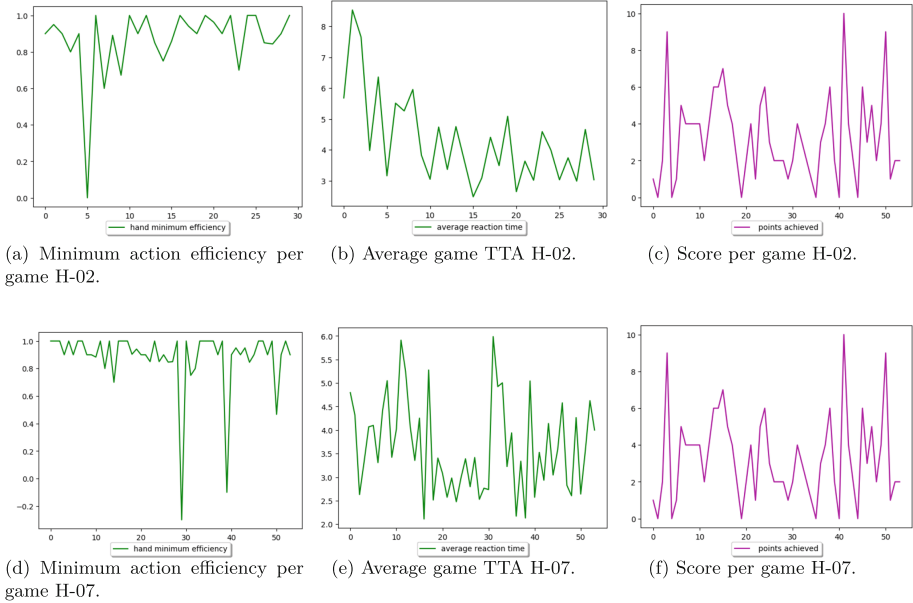 1.0
0.8
0.6
0.4
0.2
0.0
0 5 10 15 20 25 30
hand minimum efficiency
8
7
6
5
4
3
0 5 10 15 20 25 30
average reaction time
10
8
6
4
2
0
0 10 20 30 40 50
points achieved
(a) Minimum action efficiency per
game H-02.
(b) Average game TTA H-02.
(c) Score per game H-02.
1.0
0.8
0.6
0.4
0.2
0.0
−0.2
0 10 20 30 40 50
hand minimum efficiency
6.0
5.5
5.0
4.5
4.0
3.5
3.0
2.5
2.0
0 10 20 30 40 50
average reaction time
10
8
6
4
2
0
0 10 20 30 40 50
points achieved
(d) Minimum action efficiency per
game H-07.
(e) Average game TTA H-07.
(f) Score per game H-07.